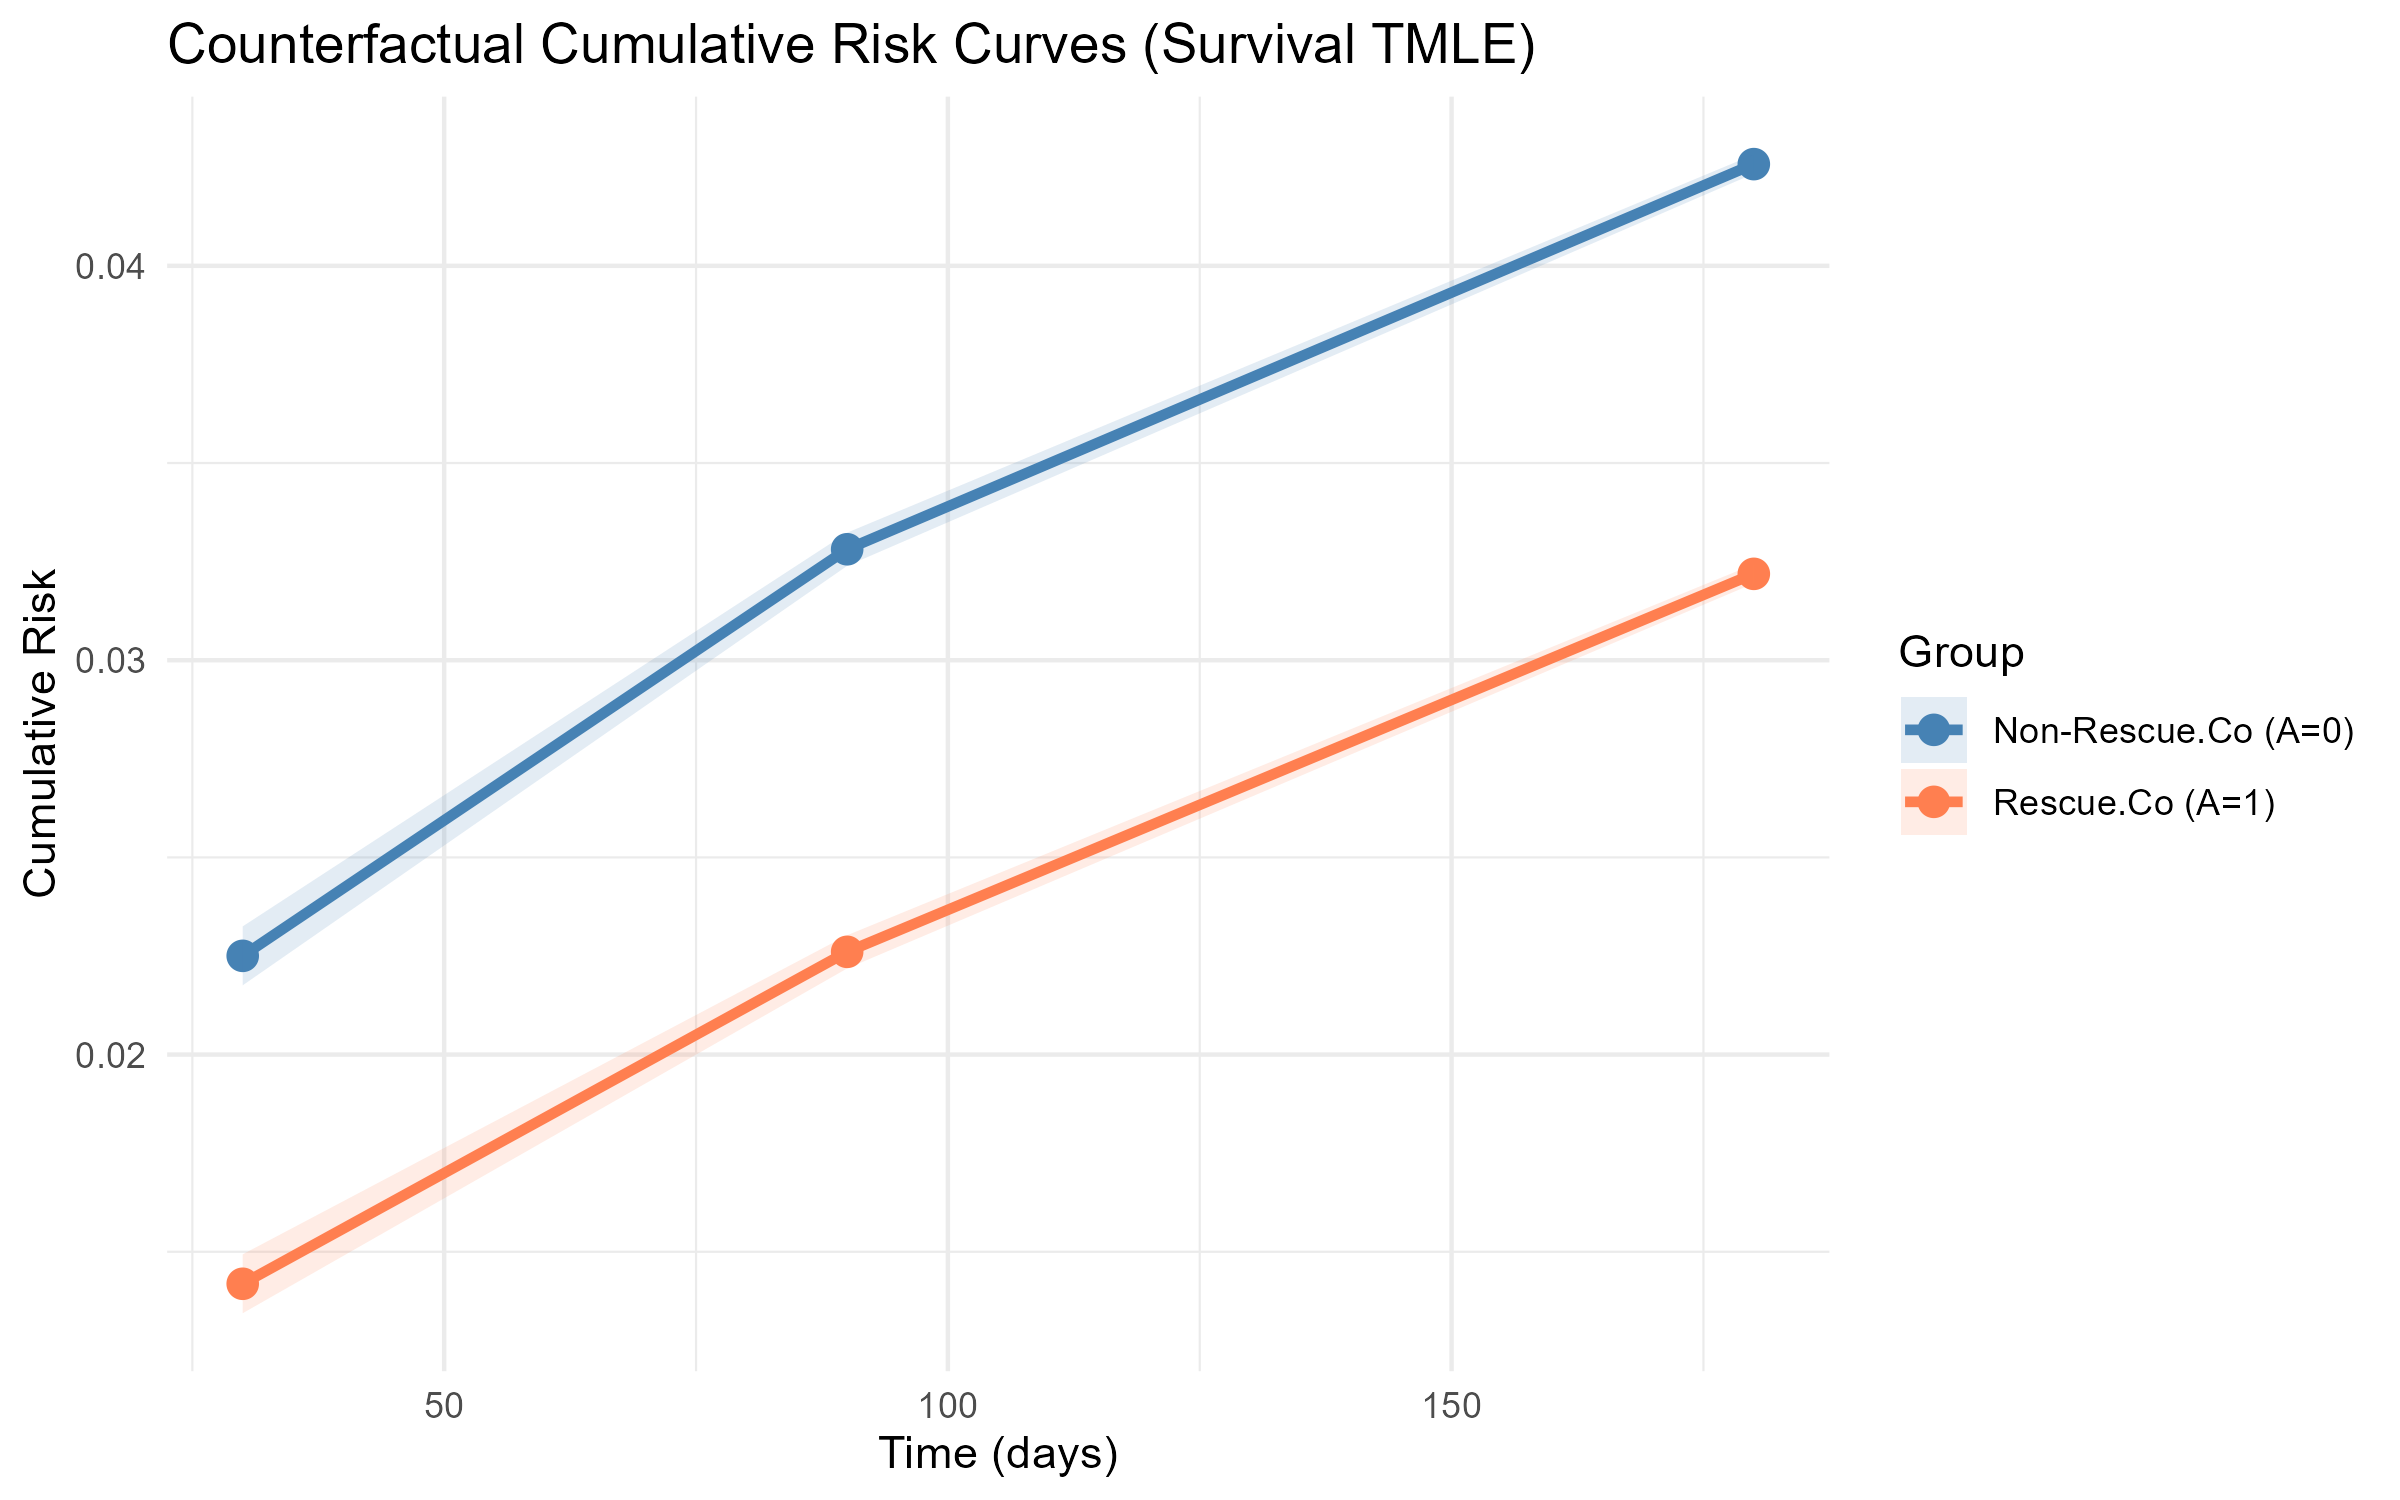 Counterfactual Cumulative Risk Curves (Survival TMLE)
Cumulative Risk
0.04
0.03
0.02
50
100
150
Time (days)
Group
Non-Rescue.Co (A=0)
Rescue.Co (A=1)